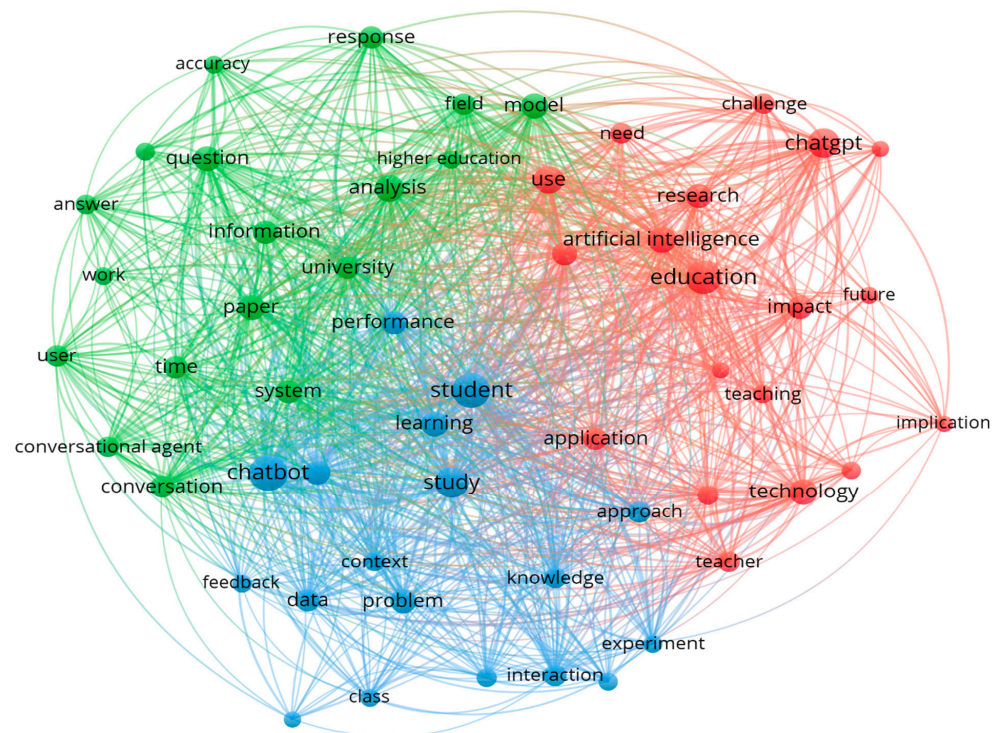 response
accuracy
field
model
challenge
need
chatgpt
question
higher education
analysis
use
research
answer
information
artificial intelligence
work
university
education
paper
performance
impact
future
user
time
system
student
teaching
learning
implication
conversational agent
application
chatbot
conversation
study
technology
approach
context
teacher
feedback
knowledge
data
problem
experiment
interaction
class